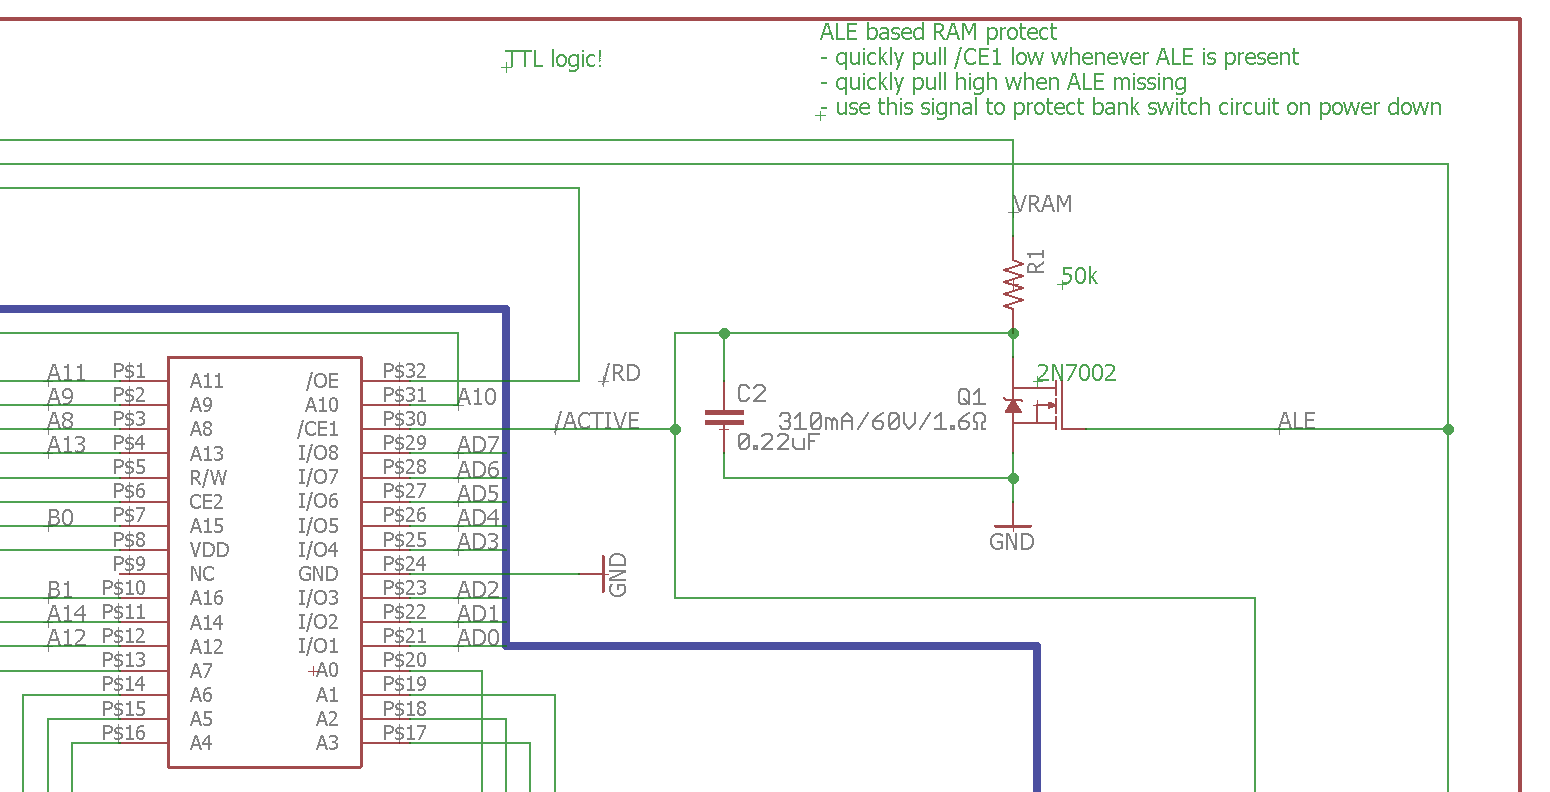 TTL logic!
ALE based RAM protect
- quickly pull /CE1 low whenever ALE is present
- quickly pull high when ALE missing
- use this signal to protect bank switch circuit on power down
VRAM
R1
50k
A11 P$1 A11 /OE P$32 /RD
A9 P$2 A9 A10 P$31 A10
A8 P$3 A8 /CE1 P$30 /ACTIVE
A13 P$4 A13 I/O8 P$29 AD7
P$5 R/W I/O7 P$28 AD6
P$6 CE2 I/O6 P$27 AD5
B0 P$7 A15 I/O5 P$26 AD4
P$8 VDD I/O4 P$25 AD3
P$9 NC GND P$24 GND
B1 P$10 A16 I/O3 P$23 AD2
A14 P$11 A14 I/O2 P$22 AD1
A12 P$12 A12 I/O1 P$21 AD0
P$13 A7 A0 P$20
P$14 A6 A1 P$19
P$15 A5 A2 P$18
P$16 A4 A3 P$17
C2
0.22uF
2N7002
Q1
310mA/60V/1.6Ω
ALE
GND